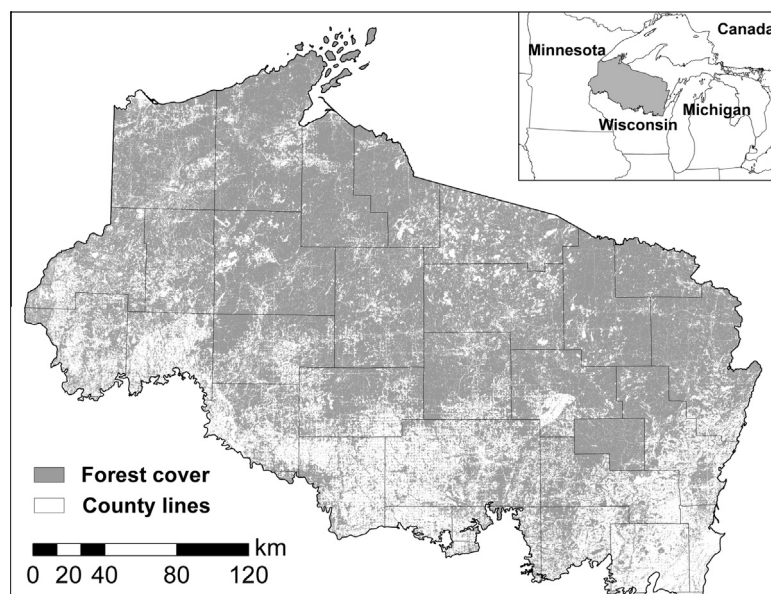 Canada
Minnesota
Michigan
Wisconsin
Forest cover
County lines
km
0 20 40 80 120